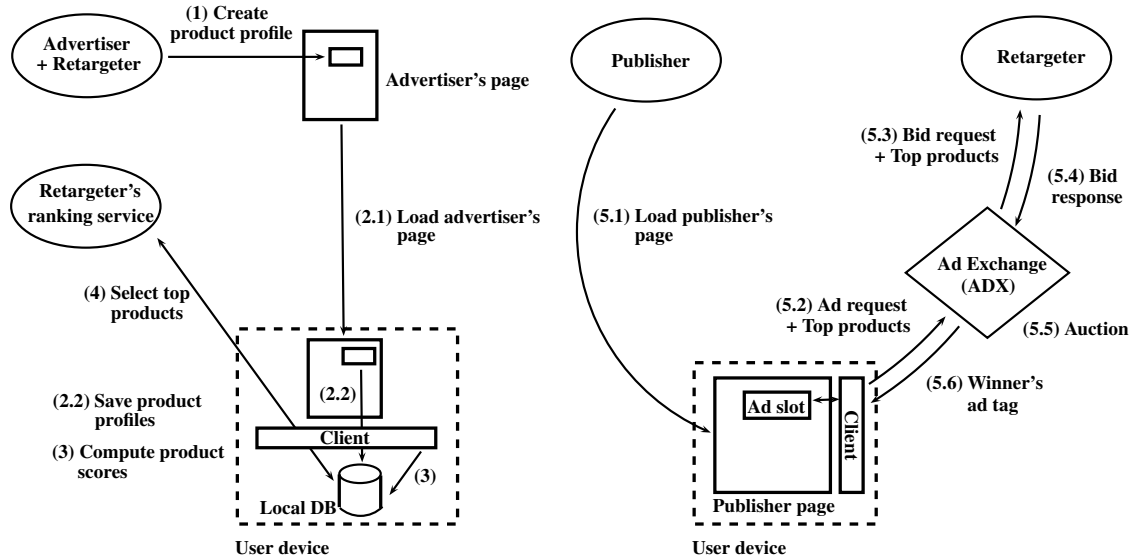 (1) Create
product profile
Advertiser
+ Retargeter
Advertiser's page
Retargeter's
ranking service
(2.1) Load advertiser's
page
(4) Select top
products
(2.2)
(2.2) Save product
profiles
Client
(3) Compute product
scores
(3)
Local DB
User device
Publisher
Retargeter
(5.3) Bid request
+ Top products
(5.4) Bid
response
(5.1) Load publisher's
page
Ad Exchange
(ADX)
(5.2) Ad request
+ Top products
(5.5) Auction
(5.6) Winner's
ad tag
Ad slot
Client
Publisher page
User device